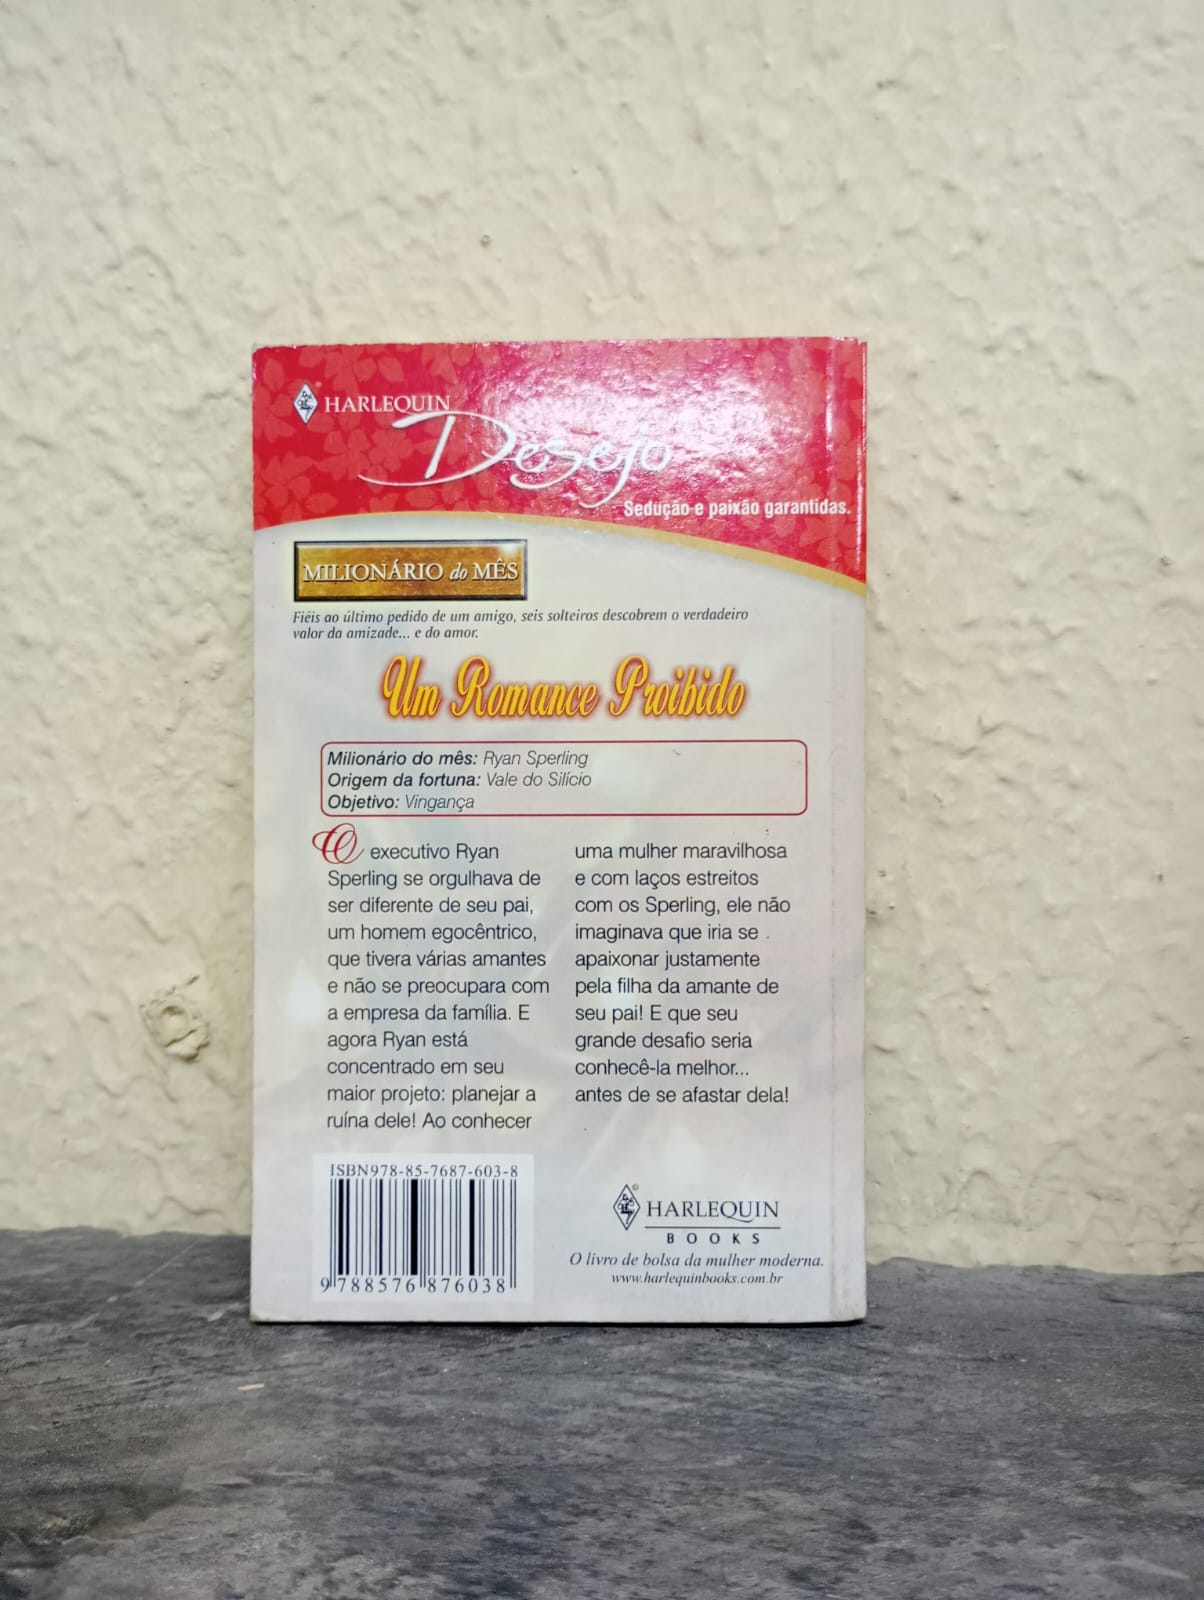 HARLEQUIN
Desejo
Sedução e paixão garantidas.
MILIONÁRIO do MÊS
Fiéis ao último pedido de um amigo, seis solteiros descobrem o verdadeiro
valor da amizade... e do amor.
Um Romance Proibido
Milionário do mês: Ryan Sperling
Origem da fortuna: Vale do Silício
Objetivo: Vingança
O executivo Ryan
Sperling se orgulhava de
ser diferente de seu pai,
um homem egocêntrico,
que tivera várias amantes
e não se preocupara com
a empresa da família. E
agora Ryan está
concentrado em seu
maior projeto: planejar a
ruína dele! Ao conhecer
uma mulher maravilhosa
e com laços estreitos
com os Sperling, ele não
imaginava que iria se
apaixonar justamente
pela filha da amante de
seu pai! E que seu
grande desafio seria
conhecê-la melhor...
antes de se afastar dela!
ISBN978-85-7687-603-8
9 788576 876038
HARLEQUIN
BOOKS
O livro de bolsa da mulher moderna.
www.harlequinbooks.com.br